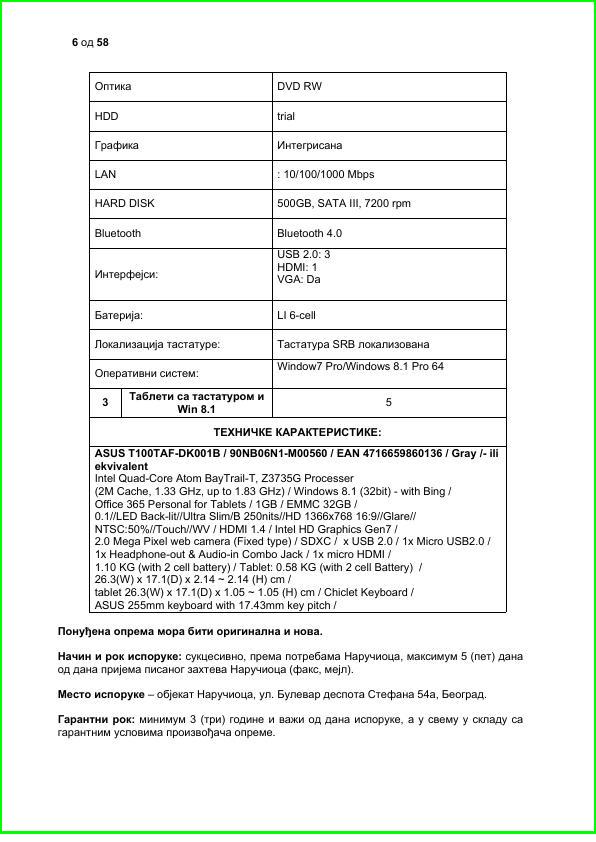 6 од 58
Оптика DVD RW
HDD trial
Графика Интегрисана
LAN : 10/100/1000 Mbps
HARD DISK 500GB, SATA III, 7200 rpm
Bluetooth Bluetooth 4.0
Интерфејси: USB 2.0: 3
HDMI: 1
VGA: Da
Батерија: LI 6-cell
Локализација тастатуре: Тастатура SRB локализована
Оперативни систем: Window7 Pro/Windows 8.1 Pro 64
3 Таблети са тастатуром и 5
Win 8.1
ТЕХНИЧКЕ КАРАКТЕРИСТИКЕ:
ASUS T100TAF-DK001B / 90NB06N1-M00560 / EAN 4716659860136 / Gray /- ili
ekvivalent
Intel Quad-Core Atom BayTrail-T, Z3735G Processer
(2M Cache, 1.33 GHz, up to 1.83 GHz) / Windows 8.1 (32bit) - with Bing /
Office 365 Personal for Tablets / 1GB / EMMC 32GB /
0.1//LED Back-lit//Ultra Slim/B 250nits//HD 1366x768 16:9//Glare//
NTSC:50%//Touch//WV / HDMI 1.4 / Intel HD Graphics Gen7 /
2.0 Mega Pixel web camera (Fixed type) / SDXC / x USB 2.0 / 1x Micro USB2.0 /
1x Headphone-out & Audio-in Combo Jack / 1x micro HDMI /
1.10 KG (with 2 cell battery) / Tablet: 0.58 KG (with 2 cell Battery) /
26.3(W) x 17.1(D) x 2.14 ~ 2.14 (H) cm /
tablet 26.3(W) x 17.1(D) x 1.05 ~ 1.05 (H) cm / Chiclet Keyboard /
ASUS 255mm keyboard with 17.43mm key pitch /
Понуђена опрема мора бити оригинална и нова.
Начин и рок испоруке: сукцесивно, према потребама Наручиоца, максимум 5 (пет) дана
од дана пријема писаног захтева Наручиоца (факс, мејл).
Место испоруке – објекат Наручиоца, ул. Булевар деспота Стефана 54а, Београд.
Гарантни рок: минимум 3 (три) године и важи од дана испоруке, а у свему у складу са
гарантним условима произвођача опреме.